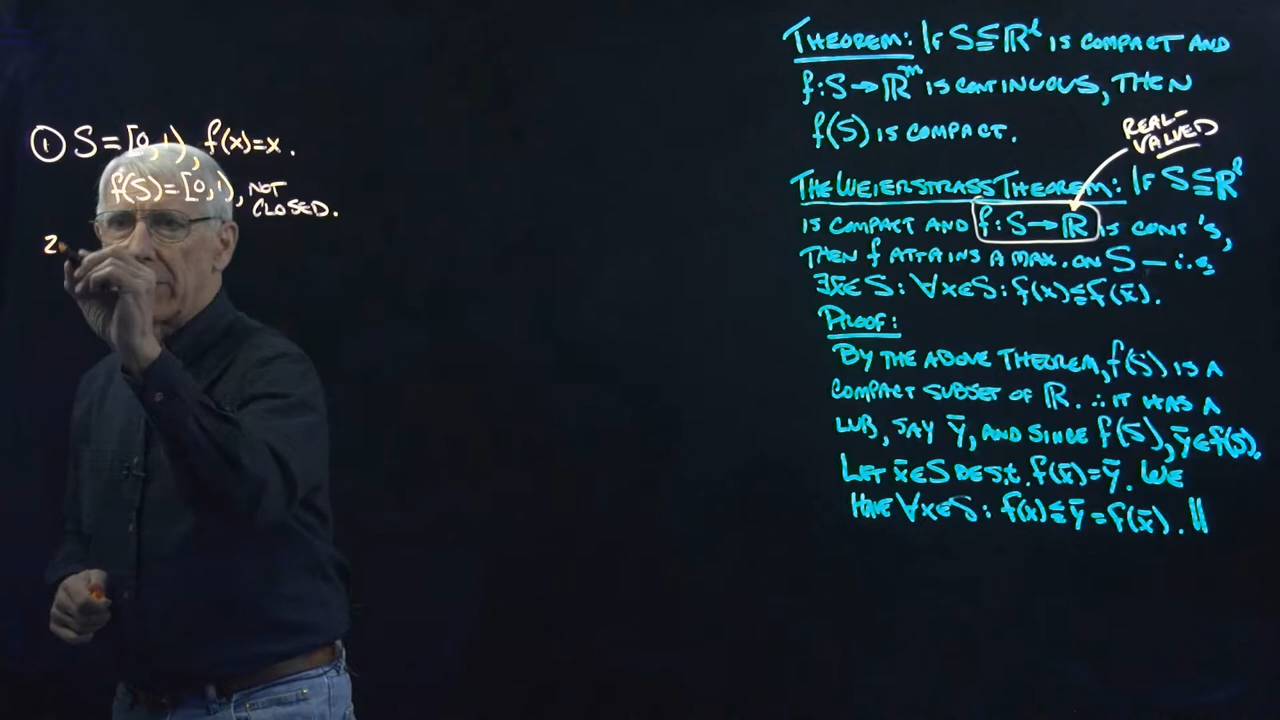 ① S=[0,1), f(x)=x.
f(S)=[0,1), NOT
CLOSED.
2
THEOREM: IF S⊆ℝˡ IS COMPACT AND
f:S→ℝᵐ IS CONTINUOUS, THEN
f(S) IS COMPACT.
REAL-
VALUED
THE WEIERSTRASS THEOREM: IF S⊆ℝˡ
IS COMPACT AND f:S→ℝ IS CONT'S,
THEN f ATTAINS A MAX. ON S — i.e,
∃x̄∈S: ∀x∈S: f(x)≦f(x̄).
PROOF:
BY THE ABOVE THEOREM, f(S) IS A
COMPACT SUBSET OF ℝ. ∴ IT HAS A
LUB, SAY ȳ, AND SINCE f(S), ȳ∈f(S).
LET x̄∈S BE S.T. f(x̄)=ȳ. WE
HAVE ∀x∈S: f(x)≦ȳ=f(x̄). ||